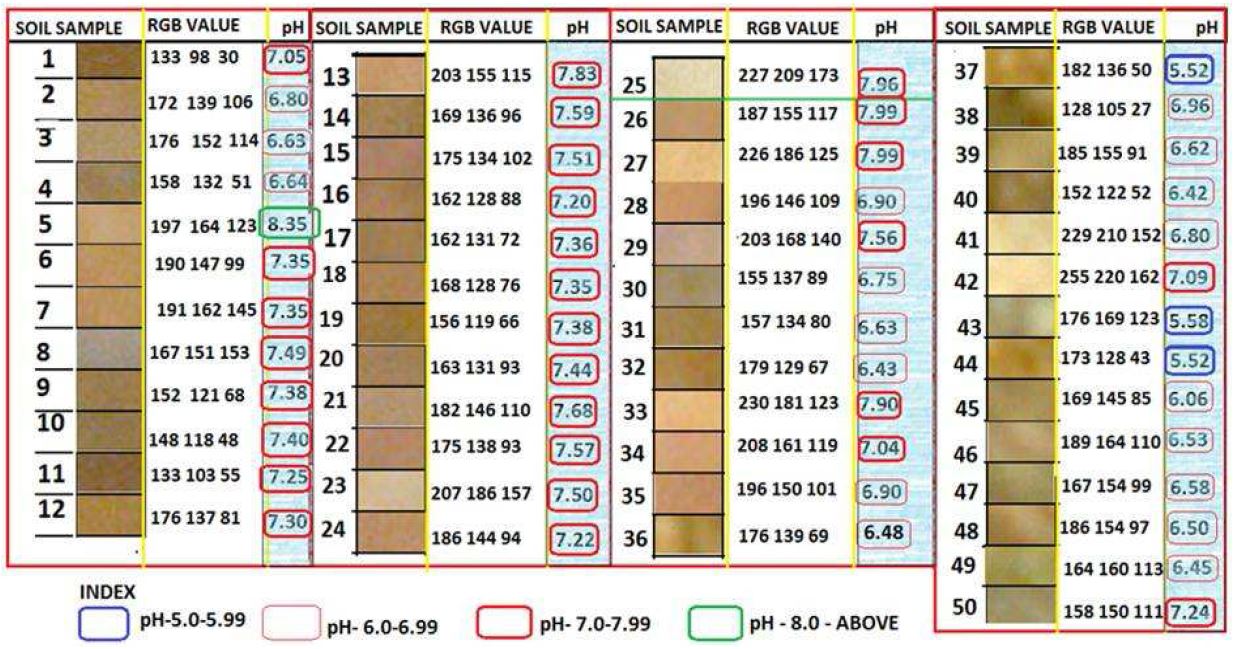 SOIL SAMPLE RGB VALUE pH
1 133 98 30 7.05
2 172 139 106 6.80
3 176 152 114 6.63
4 158 132 51 6.64
5 197 164 123 8.35
6 190 147 99 7.35
7 191 162 145 7.35
8 167 151 153 7.49
9 152 121 68 7.38
10 148 118 48 7.40
11 133 103 55 7.25
12 176 137 81 7.30
SOIL SAMPLE RGB VALUE pH
13 203 155 115 7.83
14 169 136 96 7.59
15 175 134 102 7.51
16 162 128 88 7.20
17 162 131 72 7.36
18 168 128 76 7.35
19 156 119 66 7.38
20 163 131 93 7.44
21 182 146 110 7.68
22 175 138 93 7.57
23 207 186 157 7.50
24 186 144 94 7.22
SOIL SAMPLE RGB VALUE pH
25 227 209 173 7.96
26 187 155 117 7.99
27 226 186 125 7.99
28 196 146 109 6.90
29 203 168 140 7.56
30 155 137 89 6.75
31 157 134 80 6.63
32 179 129 67 6.43
33 230 181 123 7.90
34 208 161 119 7.04
35 196 150 101 6.90
36 176 139 69 6.48
SOIL SAMPLE RGB VALUE pH
37 182 136 50 5.52
38 128 105 27 6.96
39 185 155 91 6.62
40 152 122 52 6.42
41 229 210 152 6.80
42 255 220 162 7.09
43 176 169 123 5.58
44 173 128 43 5.52
45 169 145 85 6.06
46 189 164 110 6.53
47 167 154 99 6.58
48 186 154 97 6.50
49 164 160 113 6.45
50 158 150 111 7.24
INDEX
pH-5.0-5.99 pH- 6.0-6.99 pH- 7.0-7.99 pH - 8.0 - ABOVE